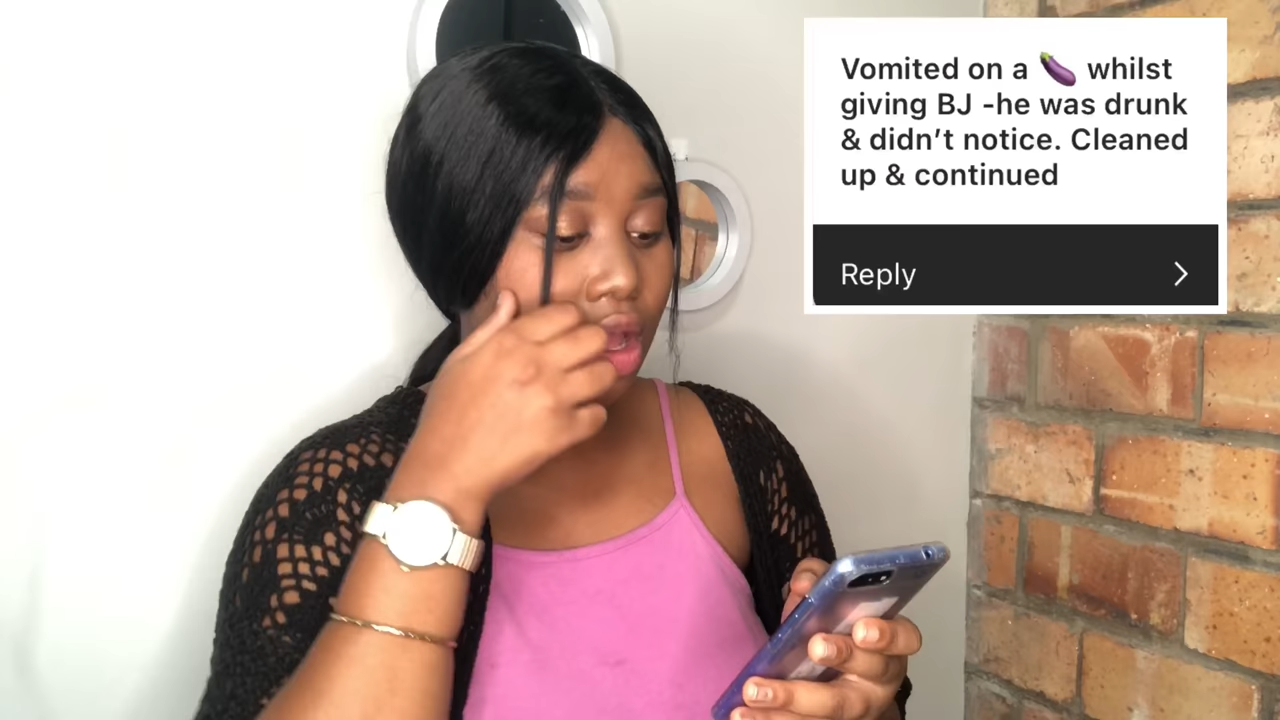 Vomited on a 🍆 whilst
giving BJ -he was drunk
& didn't notice. Cleaned
up & continued
Reply